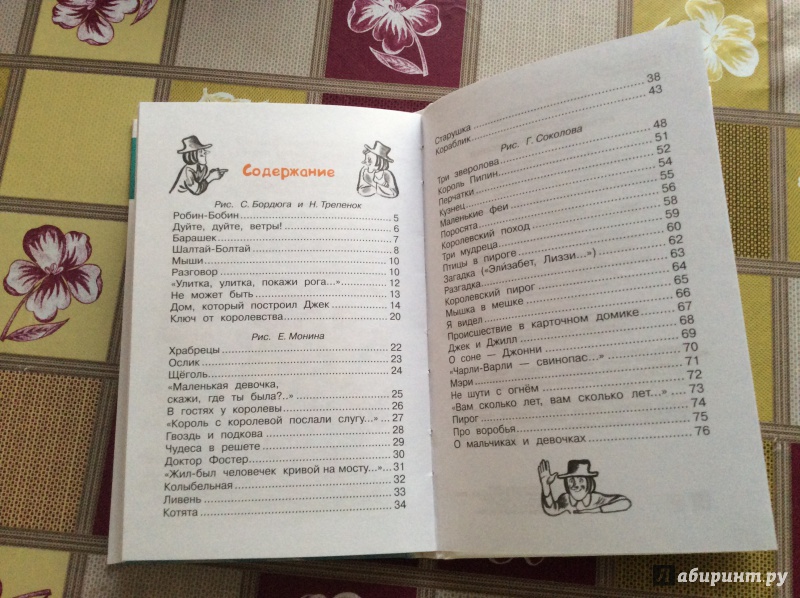 Содержание
Рис. С. Бордюга и Н. Трепенок
Робин-Бобин 5
Дуйте, дуйте, ветры! 6
Барашек 7
Шалтай-Болтай 8
Мыши 10
Разговор 10
«Улитка, улитка, покажи рога...» 12
Не может быть 13
Дом, который построил Джек 14
Ключ от королевства 20
Рис. Е. Монина
Храбрецы 22
Ослик 23
Щёголь 24
«Маленькая девочка,
скажи, где ты была?..» 25
В гостях у королевы 26
«Король с королевой послали слугу...» 27
Гвоздь и подкова 28
Чудеса в решете 29
Доктор Фостер 30
«Жил-был человечек кривой на мосту...» 31
Колыбельная 32
Ливень 33
Котята 34
Старушка 38
Кораблик 43
Рис. Г. Соколова
Три зверолова 48
Король Пипин 51
Перчатки 52
Кузнец 54
Маленькие феи 55
Поросята 56
Королевский поход 58
Три мудреца 59
Птицы в пироге 60
Загадка («Элизабет, Лиззи...») 62
Разгадка 63
Королевский пирог 64
Мышка в мешке 65
Я видел 66
Происшествие в карточном домике 67
Джек и Джилл 68
О соне — Джонни 69
«Чарли-Варли — свинопас...» 70
Мэри 71
Не шути с огнём 72
«Вам сколько лет, вам сколько лет...» 73
Пирог 74
Про воробья 75
О мальчиках и девочках 76
Лабиринт.ру